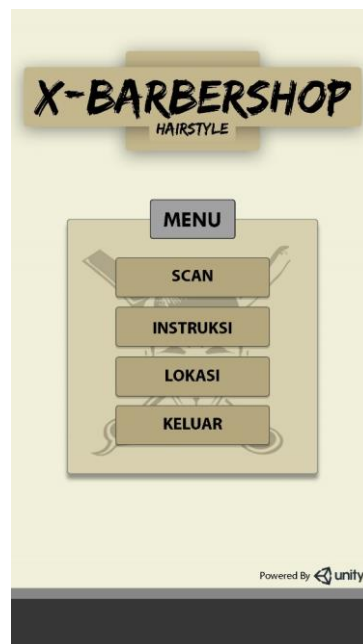 X-BARBERSHOP
HAIRSTYLE
MENU
SCAN
INSTRUKSI
LOKASI
KELUAR
Powered By unity